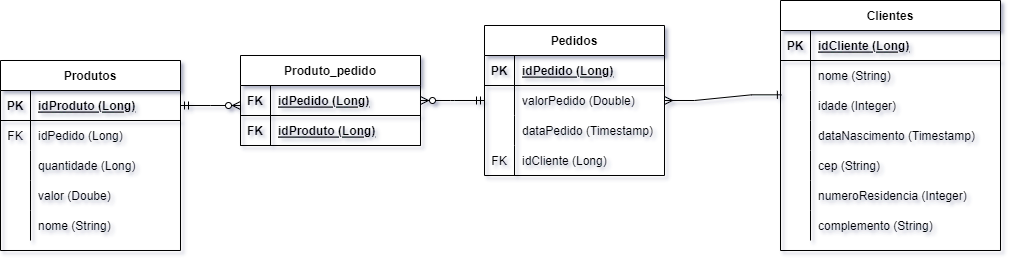 Produtos
PK idProduto (Long)
FK idPedido (Long)
quantidade (Long)
valor (Doube)
nome (String)
Produto_pedido
FK idPedido (Long)
FK idProduto (Long)
Pedidos
PK idPedido (Long)
valorPedido (Double)
dataPedido (Timestamp)
FK idCliente (Long)
Clientes
PK idCliente (Long)
nome (String)
idade (Integer)
dataNascimento (Timestamp)
cep (String)
numeroResidencia (Integer)
complemento (String)